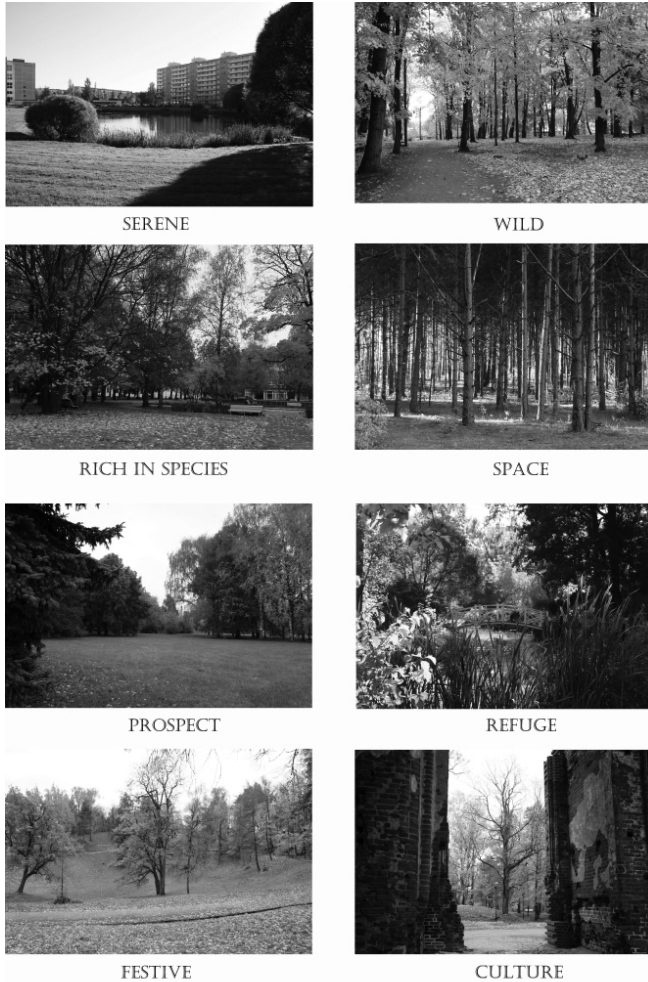 SERENE
WILD
RICH IN SPECIES
SPACE
PROSPECT
REFUGE
FESTIVE
CULTURE